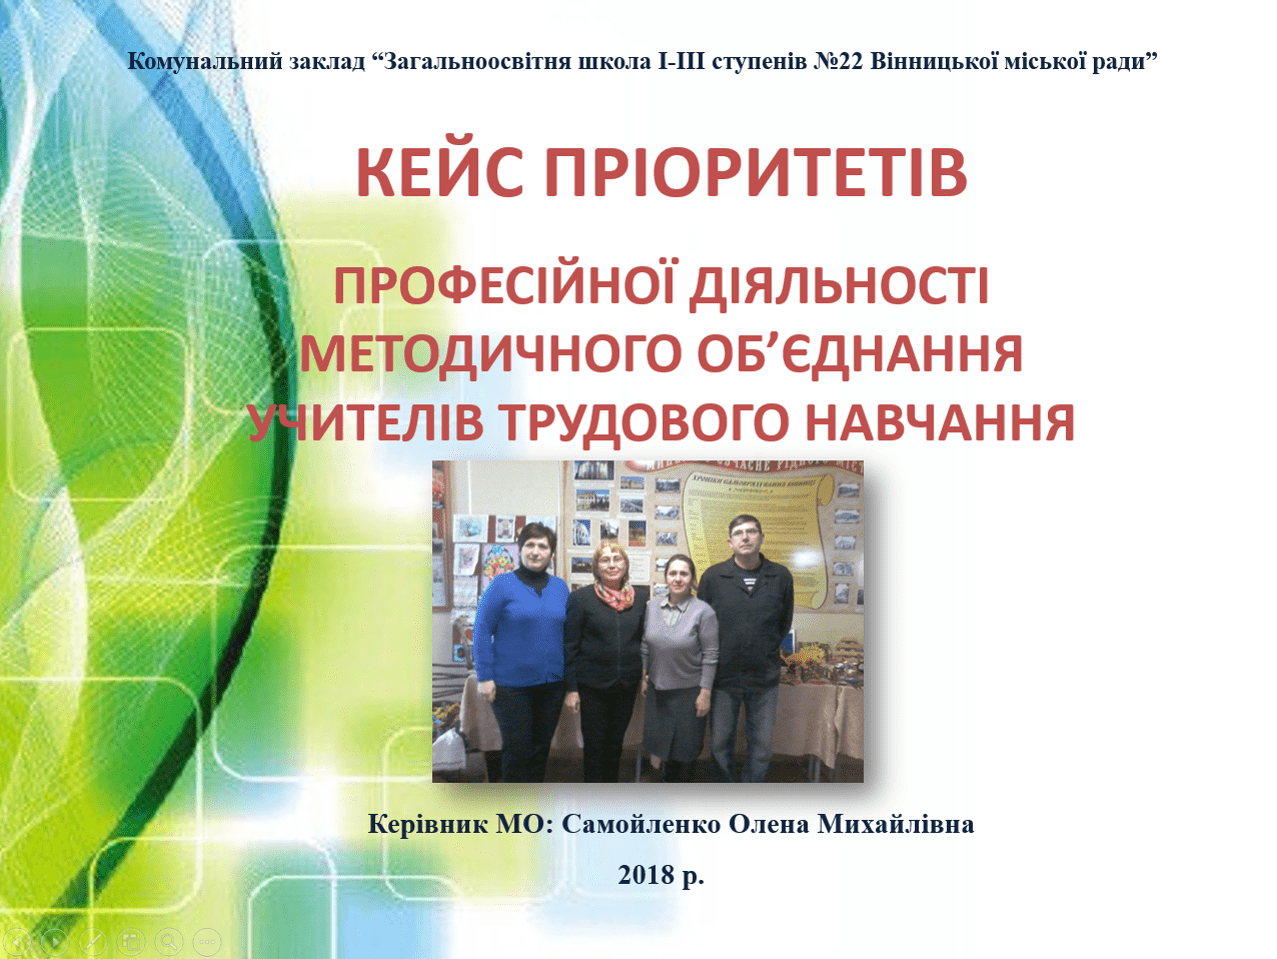 Комунальний заклад “Загальноосвітня школа І-ІІІ ступенів №22 Вінницької міської ради”
КЕЙС ПРІОРИТЕТІВ
ПРОФЕСІЙНОЇ ДІЯЛЬНОСТІ
МЕТОДИЧНОГО ОБ’ЄДНАННЯ
УЧИТЕЛІВ ТРУДОВОГО НАВЧАННЯ
Керівник МО: Самойленко Олена Михайлівна
2018 р.